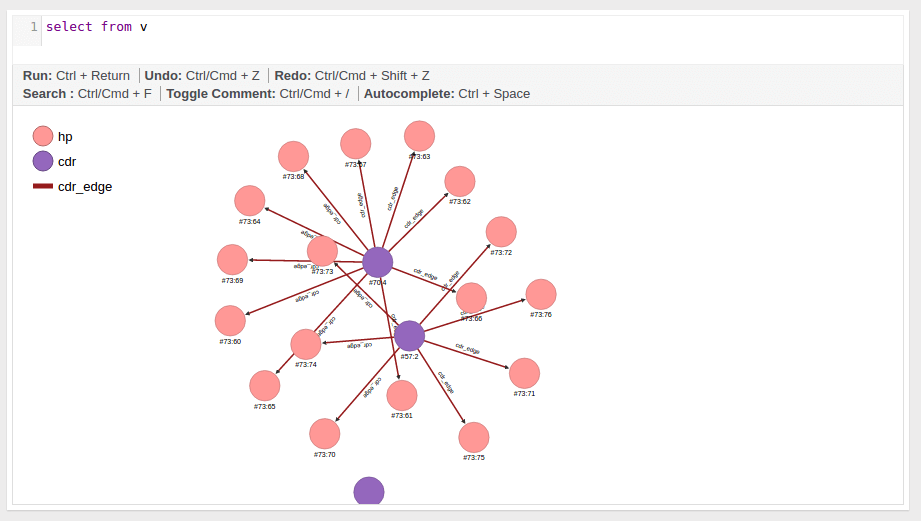 1 select from v
Run: Ctrl + Return | Undo: Ctrl/Cmd + Z | Redo: Ctrl/Cmd + Shift + Z
Search : Ctrl/Cmd + F | Toggle Comment: Ctrl/Cmd + / | Autocomplete: Ctrl + Space
hp
cdr
cdr_edge
#73:63
#73:67
#73:68
#73:62
#73:64
cdr_edge
cdr_edge
cdr_edge
cdr_edge
#73:72
#73:73
#73:69
cdr_edge
cdr_edge
#70:4
cdr_edge
cdr_edge
cdr_edge
#73:66
#73:76
#73:60
cdr_edge
cdr_edge
#57:2
cdr_edge
#73:74
cdr_edge
cdr_edge
#73:71
#73:65
#73:61
#73:70
#73:75